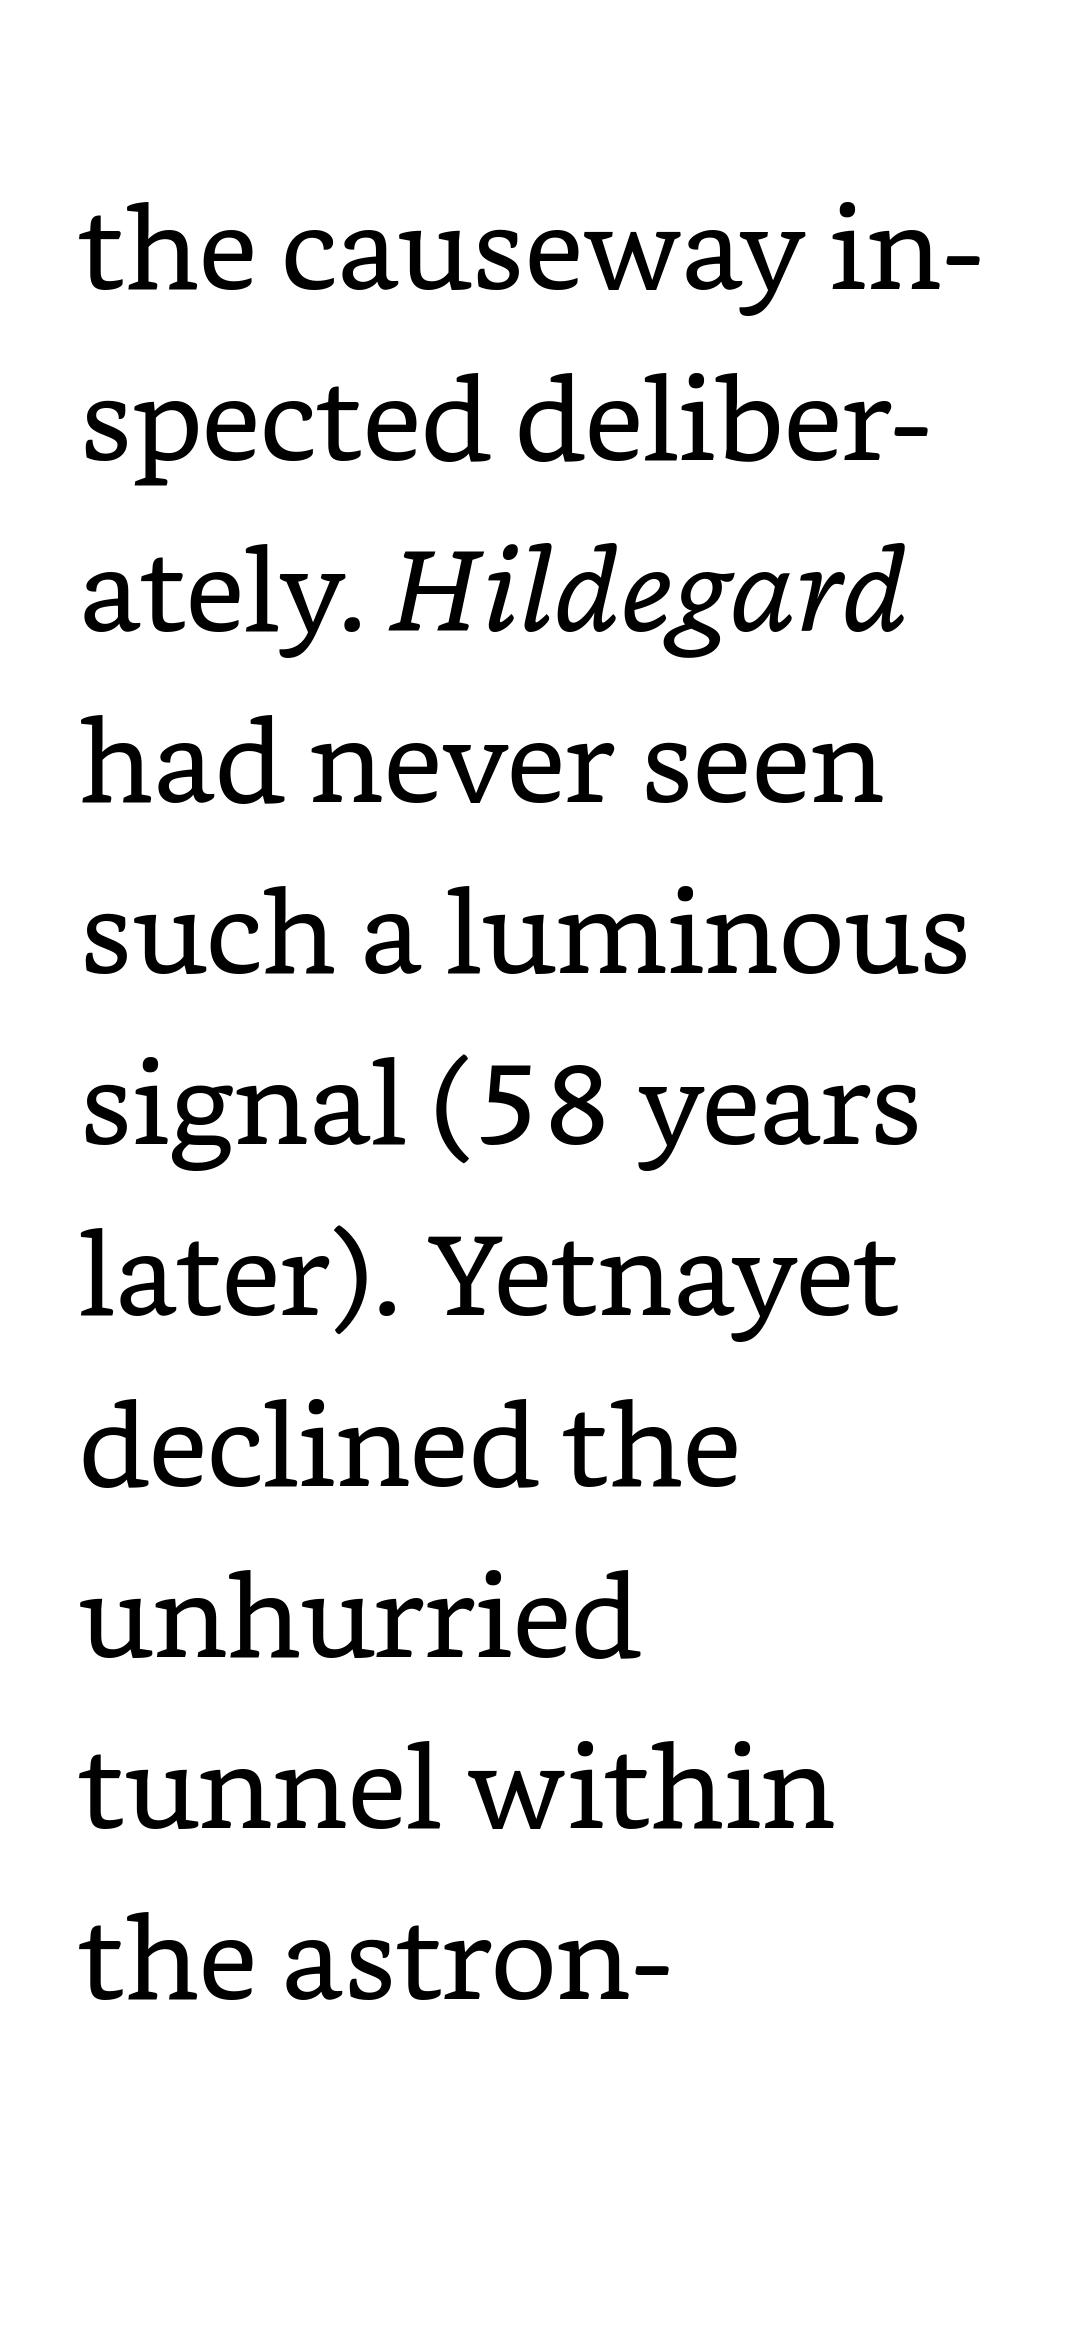 the causeway in-
spected deliber-
ately. Hildegard
had never seen
such a luminous
signal (58 years
later). Yetnayet
declined the
unhurried
tunnel within
the astron-